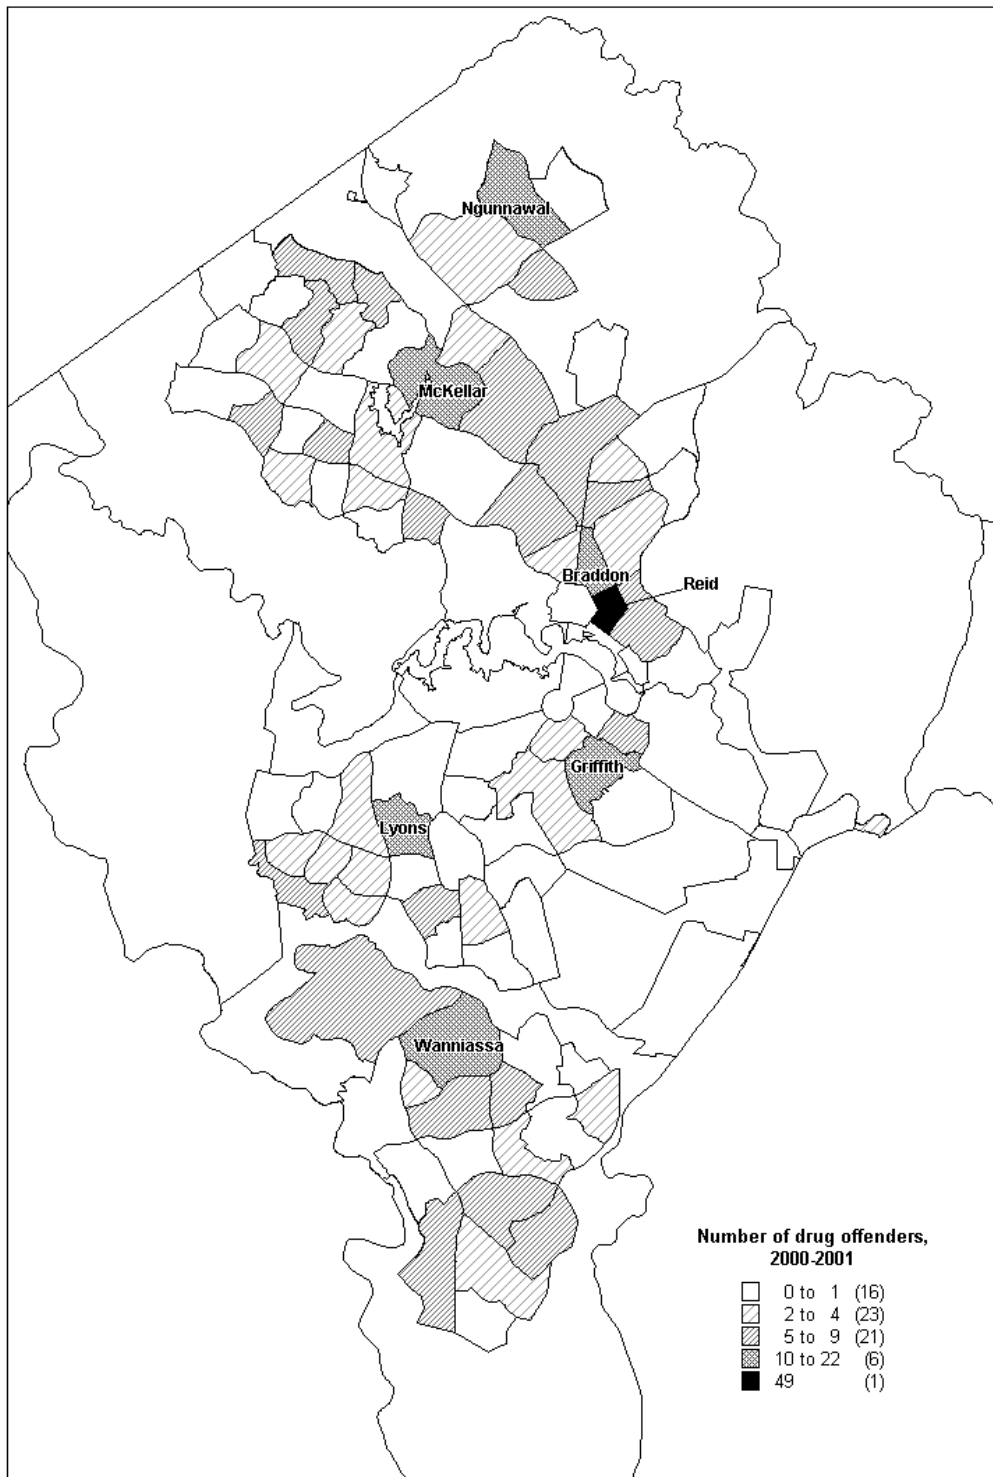 Ngunnawal
McKellar
Braddon
Reid
Griffith
Lyons
Wanniassa
Number of drug offenders,
2000-2001
0 to 1 (16)
2 to 4 (23)
5 to 9 (21)
10 to 22 (6)
49 (1)